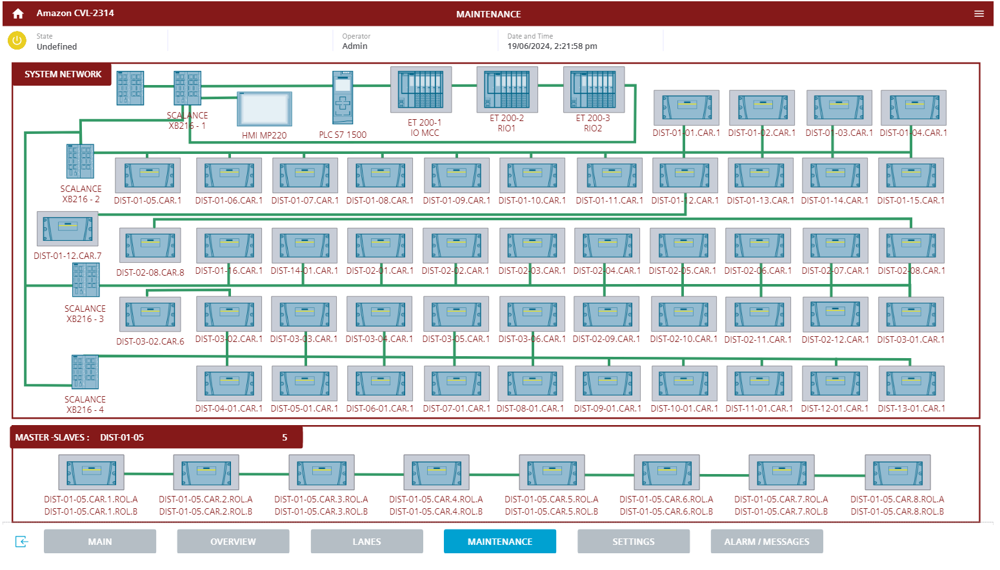 Amazon CVL-2314
MAINTENANCE
State
Undefined
Operator
Admin
Date and Time
19/06/2024, 2:21:58 pm
SYSTEM NETWORK
SCALANCE
XB216 - 1
HMI MP220
PLC S7 1500
ET 200-1
IO MCC
ET 200-2
RIO1
ET 200-3
RIO2
DIST-01-01.CAR.1
DIST-01-02.CAR.1
DIST-01-03.CAR.1
DIST-01-04.CAR.1
SCALANCE
XB216 - 2
DIST-01-05.CAR.1
DIST-01-06.CAR.1
DIST-01-07.CAR.1
DIST-01-08.CAR.1
DIST-01-09.CAR.1
DIST-01-10.CAR.1
DIST-01-11.CAR.1
DIST-01-12.CAR.1
DIST-01-13.CAR.1
DIST-01-14.CAR.1
DIST-01-15.CAR.1
DIST-01-12.CAR.7
DIST-02-08.CAR.8
DIST-01-16.CAR.1
DIST-14-01.CAR.1
DIST-02-01.CAR.1
DIST-02-02.CAR.1
DIST-02-03.CAR.1
DIST-02-04.CAR.1
DIST-02-05.CAR.1
DIST-02-06.CAR.1
DIST-02-07.CAR.1
DIST-02-08.CAR.1
SCALANCE
XB216 - 3
DIST-03-02.CAR.6
DIST-03-02.CAR.1
DIST-03-03.CAR.1
DIST-03-04.CAR.1
DIST-03-05.CAR.1
DIST-03-06.CAR.1
DIST-02-09.CAR.1
DIST-02-10.CAR.1
DIST-02-11.CAR.1
DIST-02-12.CAR.1
DIST-03-01.CAR.1
SCALANCE
XB216 - 4
DIST-04-01.CAR.1
DIST-05-01.CAR.1
DIST-06-01.CAR.1
DIST-07-01.CAR.1
DIST-08-01.CAR.1
DIST-09-01.CAR.1
DIST-10-01.CAR.1
DIST-11-01.CAR.1
DIST-12-01.CAR.1
DIST-13-01.CAR.1
MASTER -SLAVES : DIST-01-05 5
DIST-01-05.CAR.1.ROL.A
DIST-01-05.CAR.1.ROL.B
DIST-01-05.CAR.2.ROL.A
DIST-01-05.CAR.2.ROL.B
DIST-01-05.CAR.3.ROL.A
DIST-01-05.CAR.3.ROL.B
DIST-01-05.CAR.4.ROL.A
DIST-01-05.CAR.4.ROL.B
DIST-01-05.CAR.5.ROL.A
DIST-01-05.CAR.5.ROL.B
DIST-01-05.CAR.6.ROL.A
DIST-01-05.CAR.6.ROL.B
DIST-01-05.CAR.7.ROL.A
DIST-01-05.CAR.7.ROL.B
DIST-01-05.CAR.8.ROL.A
DIST-01-05.CAR.8.ROL.B
MAIN
OVERVIEW
LANES
MAINTENANCE
SETTINGS
ALARM / MESSAGES